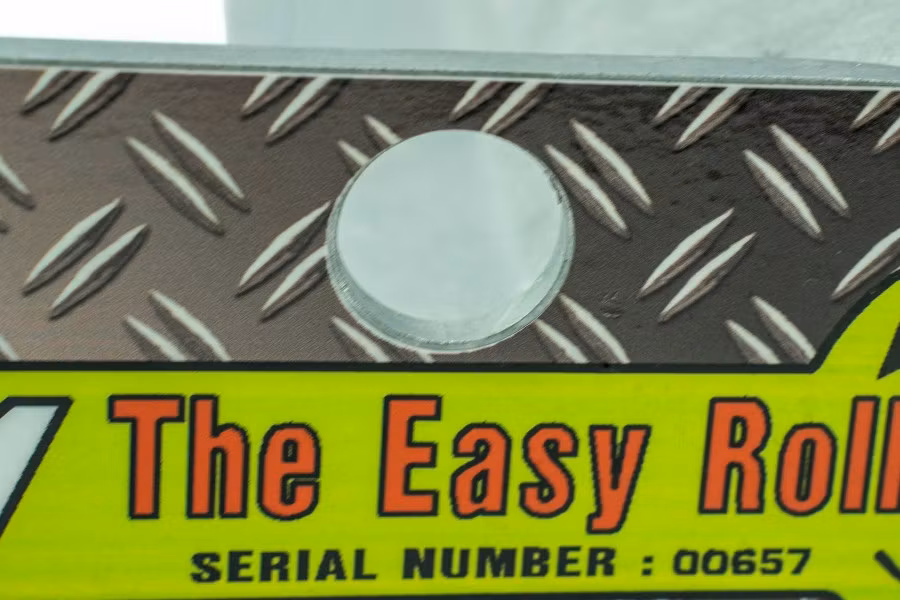 The Easy Roll
SERIAL NUMBER : 00657